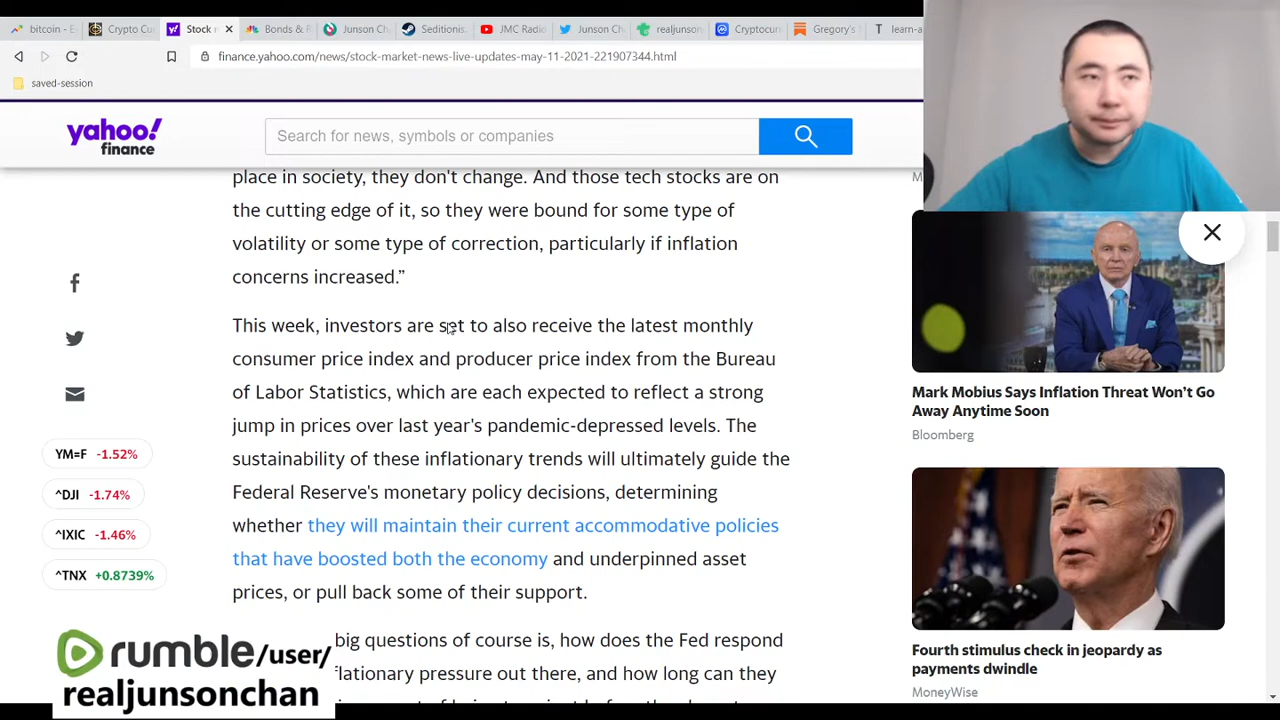 bitcoin - E
Crypto Cu
Stock m
Bonds & R
Junson Ch
Seditionis
JMC Radio
Junson Ch
realjunson
Cryptocur
Gregory's
learn-a
finance.yahoo.com/news/stock-market-news-live-updates-may-11-2021-221907344.html
saved-session
yahoo!
finance
Search for news, symbols or companies
place in society, they don't change. And those tech stocks are on
the cutting edge of it, so they were bound for some type of
volatility or some type of correction, particularly if inflation
concerns increased.”
This week, investors are set to also receive the latest monthly
consumer price index and producer price index from the Bureau
of Labor Statistics, which are each expected to reflect a strong
jump in prices over last year's pandemic-depressed levels. The
sustainability of these inflationary trends will ultimately guide the
Federal Reserve's monetary policy decisions, determining
whether they will maintain their current accommodative policies
that have boosted both the economy and underpinned asset
prices, or pull back some of their support.
big questions of course is, how does the Fed respond
flationary pressure out there, and how long can they
YM=F -1.52%
^DJI -1.74%
^IXIC -1.46%
^TNX +0.8739%
Mark Mobius Says Inflation Threat Won’t Go
Away Anytime Soon
Bloomberg
Fourth stimulus check in jeopardy as
payments dwindle
MoneyWise
rumble/user/
realjunsonchan